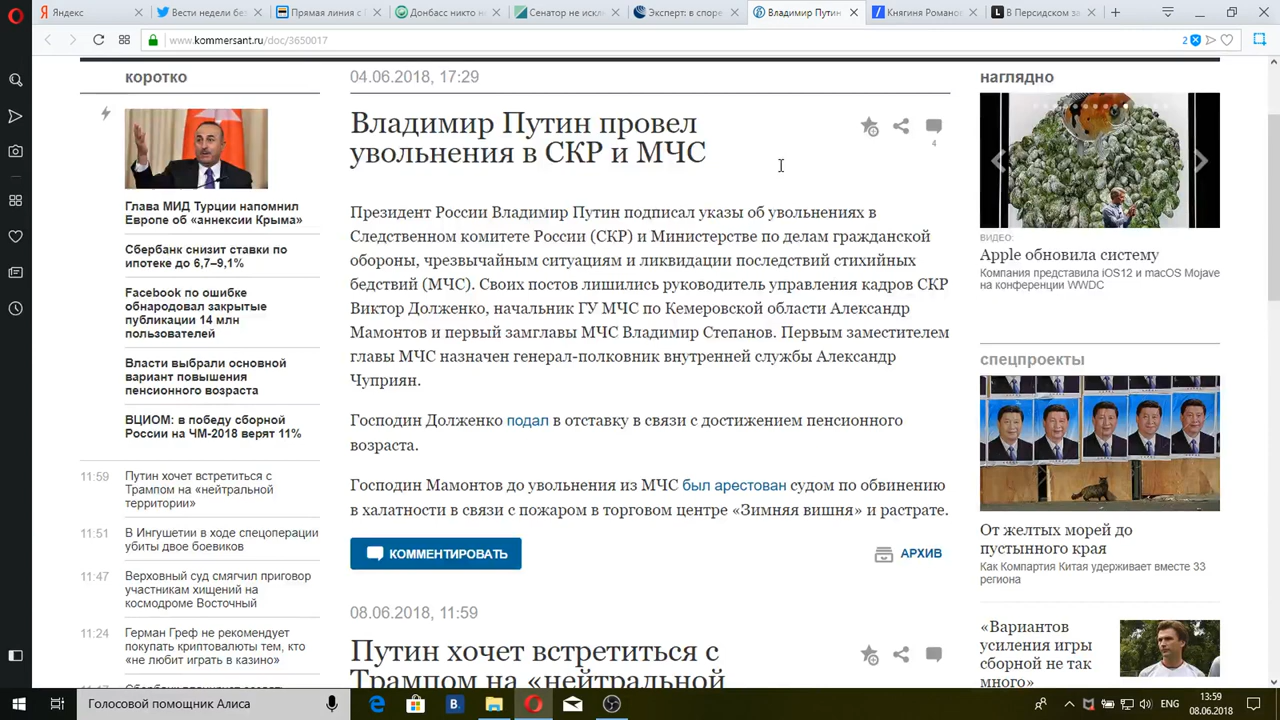 Яндекс
Вести недели бе
Прямая линия с
Донбасс никто н
Сенатор не искл
Эксперт: в споре
Владимир Путин
Княгиня Романо
В Персидском за
www.kommersant.ru/doc/3650017
2
коротко
Глава МИД Турции напомнил
Европе об «аннексии Крыма»
Сбербанк снизит ставки по
ипотеке до 6,7–9,1%
Facebook по ошибке
обнародовал закрытые
публикации 14 млн
пользователей
Власти выбрали основной
вариант повышения
пенсионного возраста
ВЦИОМ: в победу сборной
России на ЧМ-2018 верят 11%
11:59
Путин хочет встретиться с
Трампом на «нейтральной
территории»
11:51
В Ингушетии в ходе спецоперации
убиты двое боевиков
11:47
Верховный суд смягчил приговор
участникам хищений на
космодроме Восточный
11:24
Герман Греф не рекомендует
покупать криптовалюты тем, кто
«не любит играть в казино»
04.06.2018, 17:29
Владимир Путин провел
увольнения в СКР и МЧС
4
Президент России Владимир Путин подписал указы об увольнениях в
Следственном комитете России (СКР) и Министерстве по делам гражданской
обороны, чрезвычайным ситуациям и ликвидации последствий стихийных
бедствий (МЧС). Своих постов лишились руководитель управления кадров СКР
Виктор Долженко, начальник ГУ МЧС по Кемеровской области Александр
Мамонтов и первый замглавы МЧС Владимир Степанов. Первым заместителем
главы МЧС назначен генерал-полковник внутренней службы Александр
Чуприян.
Господин Долженко подал в отставку в связи с достижением пенсионного
возраста.
Господин Мамонтов до увольнения из МЧС был арестован судом по обвинению
в халатности в связи с пожаром в торговом центре «Зимняя вишня» и растрате.
КОММЕНТИРОВАТЬ
АРХИВ
08.06.2018, 11:59
Путин хочет встретиться с
Трампом на «нейтральной
наглядно
ВИДЕО:
Apple обновила систему
Компания представила iOS12 и macOS Mojave
на конференции WWDC
спецпроекты
От желтых морей до
пустынного края
Как Компартия Китая удерживает вместе 33
региона
«Вариантов
усиления игры
сборной не так
много»
Голосовой помощник Алиса
ENG
13:59
08.06.2018